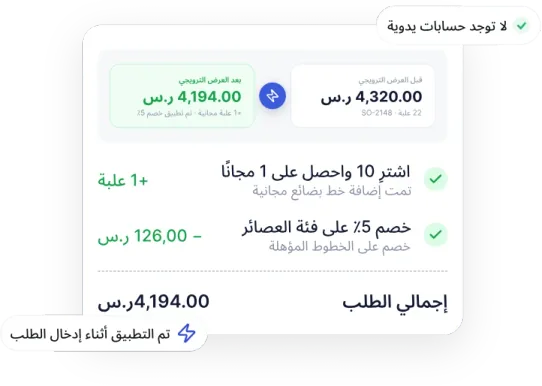 لا توجد حسابات يدوية
قبل العرض الترويجي
4,320.00 ر.س
22 علبة · SO-2148
بعد العرض الترويجي
4,194.00 ر.س
+1 علبة مجانية · تم تطبيق خصم 5٪
اشترِ 10 واحصل على 1 مجانًا
+1 علبة
تمت إضافة خط بضائع مجانية
خصم 5٪ على فئة العصائر
– 126,00 ر.س
خصم على الخطوط المؤهلة
إجمالي الطلب
4,194.00ر.س
تم التطبيق أثناء إدخال الطلب